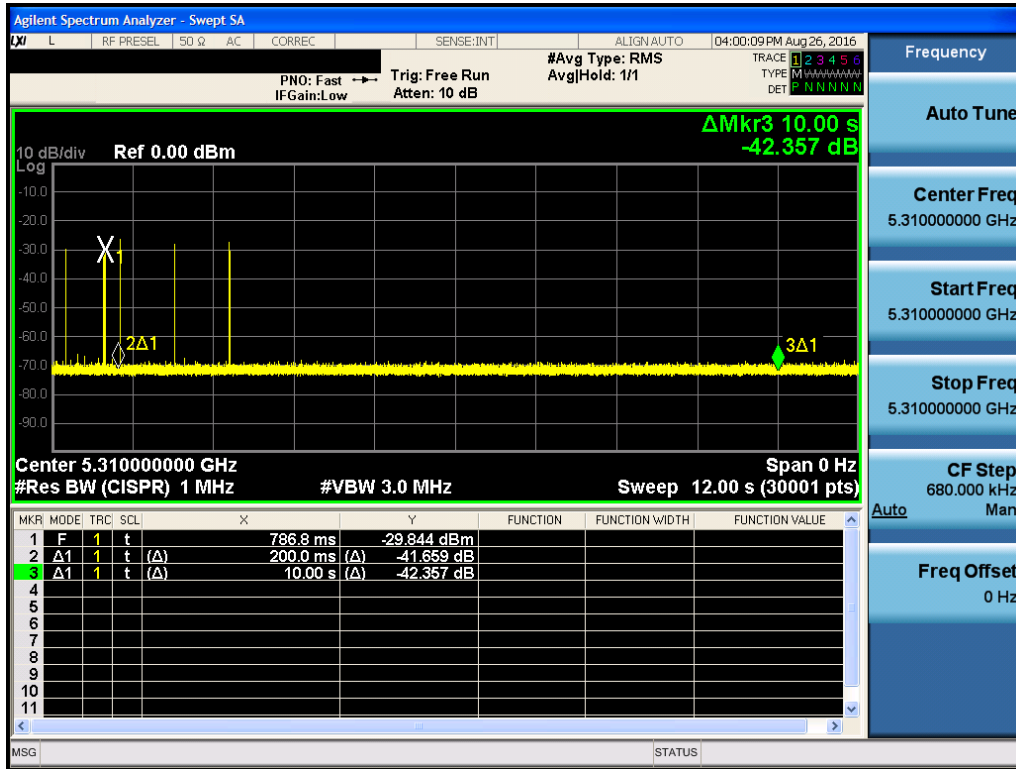 Agilent Spectrum Analyzer - Swept SA
LXI L RF PRESEL 50 Ω AC CORREC SENSE:INT ALIGN AUTO 04:00:09 PM Aug 26, 2016
PNO: Fast Trig: Free Run #Avg Type: RMS TRACE 1 2 3 4 5 6
IFGain:Low Atten: 10 dB Avg|Hold: 1/1 TYPE M WWWWW
DET P N N N N N
ΔMkr3 10.00 s
-42.357 dB
10 dB/div Ref 0.00 dBm
Log
-10.0
-20.0
-30.0
-40.0
-50.0
-60.0
-70.0
-80.0
-90.0
1
2Δ1
3Δ1
Center 5.310000000 GHz Span 0 Hz
#Res BW (CISPR) 1 MHz #VBW 3.0 MHz Sweep 12.00 s (30001 pts)
MKR MODE TRC SCL X Y FUNCTION FUNCTION WIDTH FUNCTION VALUE
1 F 1 t 786.8 ms -29.844 dBm
2 Δ1 1 t (Δ) 200.0 ms (Δ) -41.659 dB
3 Δ1 1 t (Δ) 10.00 s (Δ) -42.357 dB
4
5
6
7
8
9
10
11
MSG STATUS
Frequency
Auto Tune
Center Freq
5.310000000 GHz
Start Freq
5.310000000 GHz
Stop Freq
5.310000000 GHz
CF Step
680.000 kHz
Auto Man
Freq Offset
0 Hz